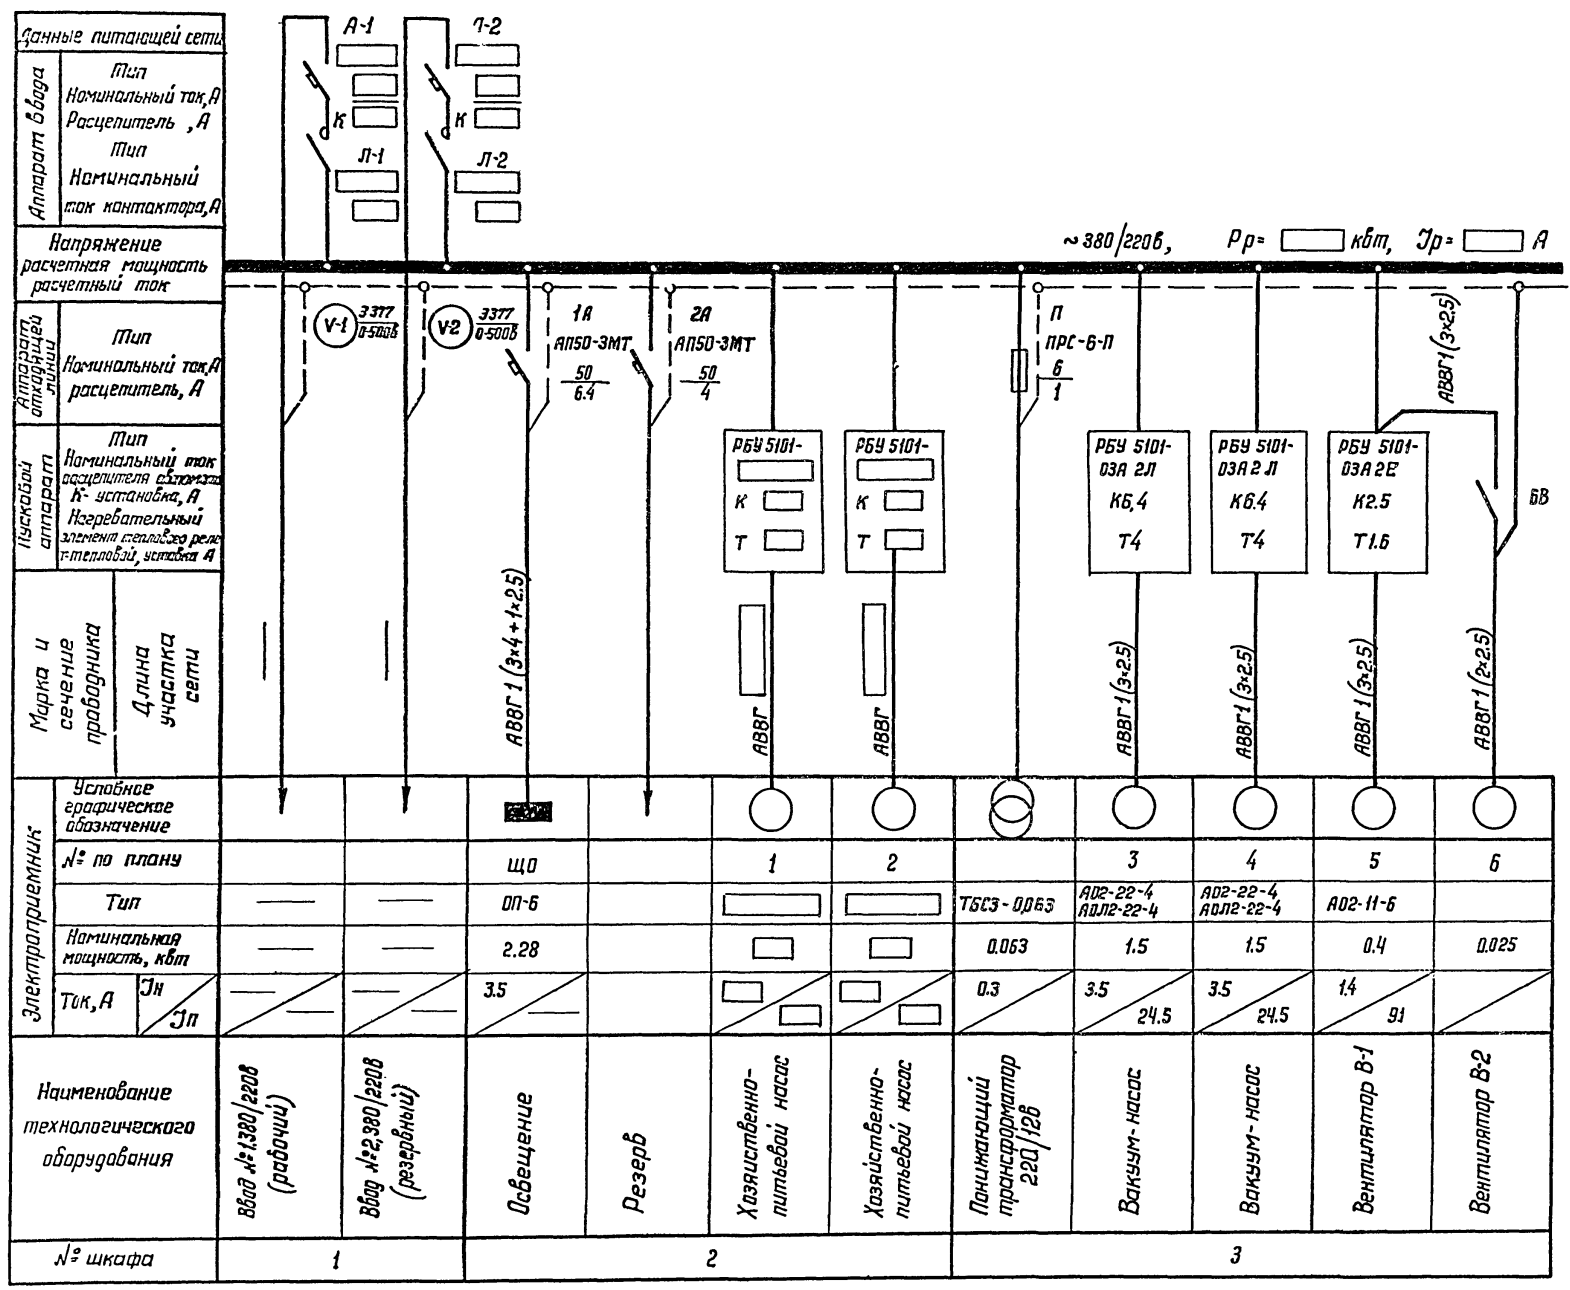 Данные питающей сети
Аппарат ввода
Тип
Номинальный ток, А
Расцепитель, А
Тип
Номинальный
ток контактора, А
А-1
К
Л-1
К
Л-2
Напряжение
расчетная мощность
расчетный ток
~380/220в, Рр= квт, Jр= А
Аппарат
отходящей
линии
Тип
Номинальный ток, А
расцепитель, А
V-1
Э377
0-500в
V-2
Э377
0-500в
1А
АП50-3МТ
50
6.4
2А
АП50-3МТ
50
4
П
ПРС-6-П
6
1
АВВГ1(3×2.5)
Пусковой
аппарат
Тип
Номинальный ток
расцепителя автомата
К- установка, А
Нагревательный
элемент теплового реле
т-тепловой, уставка А
РБУ 5101-
К
Т
РБУ 5101-
К
Т
РБУ 5101-
03А 2Л
К6,4
Т4
РБУ 5101-
03А 2Л
К6.4
Т4
РБУ 5101-
03А 2Е
К2.5
Т1.6
БВ
Марка и
сечение
проводника
Длина
участка
сети
АВВГ 1 (3×4+1×2.5)
АВВГ
АВВГ
АВВГ1 (3×2.5)
АВВГ1 (3×2.5)
АВВГ1 (3×2.5)
АВВГ1 (2×2.5)
Электроприемник
Условное
графическое
обозначение
№ по плану
ЩО
1
2
3
4
5
6
Тип
ОП-6
ТБСЗ-0,063
АО2-22-4
АОЛ2-22-4
АО2-22-4,
АОЛ2-22-4
АО2-11-6
Номинальная
мощность, квт
2.28
0.063
1.5
1.5
0.4
0.025
Ток, А
Jн
Jп
3.5
0.3
3.5
24.5
3.5
24.5
1.4
91
Наименование
технологического
оборудования
Ввод №1,380/220в
(рабочий)
Ввод №2,380/220в
(резервный)
Освещение
Резерв
Хозяйственно-
питьевой насос
Хозяйственно-
питьевой насос
Понижающий
трансформатор
220/12в
Вакуум-насос
Вакуум-насос
Вентилятор В-1
Вентилятор В-2
№ шкафа
1
2
3